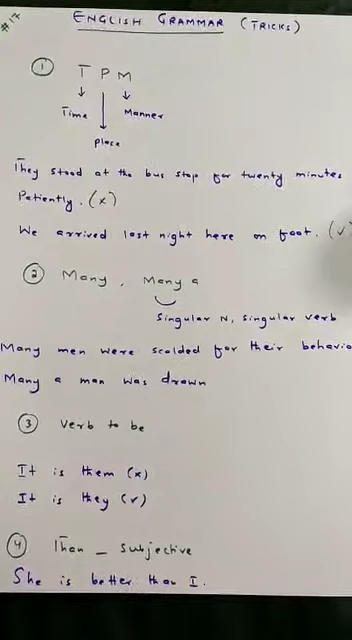 #17
ENGLISH GRAMMAR (TRICKS)
① T P M
Time Manner
place
They stood at the bus stop for twenty minutes
Patiently. (x)
We arrived last night here on foot. (✓)
② Many, Many a
Singular N, singular verb
Many men were scolded for their behavio
Many a man was drawn
③ Verb to be
It is them (x)
It is they (✓)
④ Than _ subjective
She is better than I.